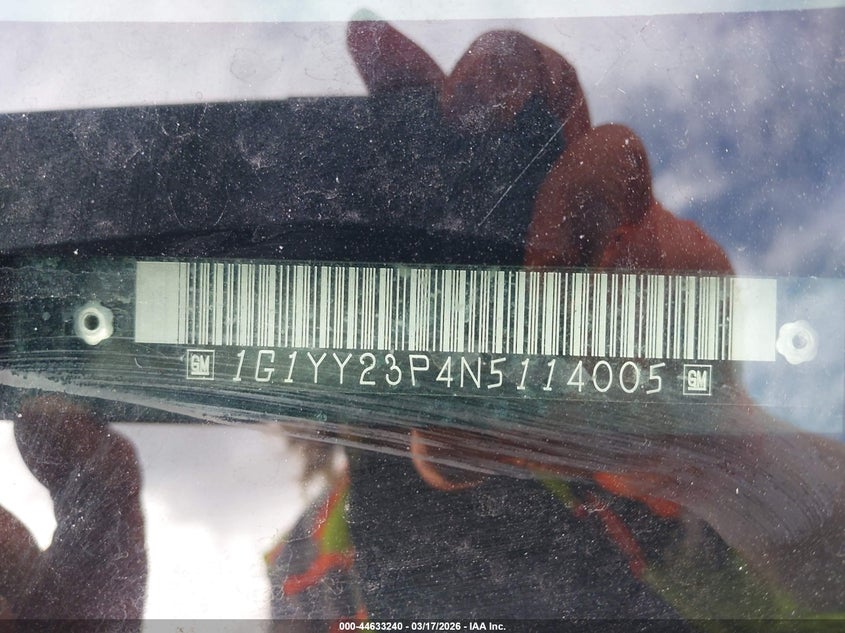 GM 1G1YY23P4N5114005 GM
000-44633240 - 03/17/2026 - IAA Inc.